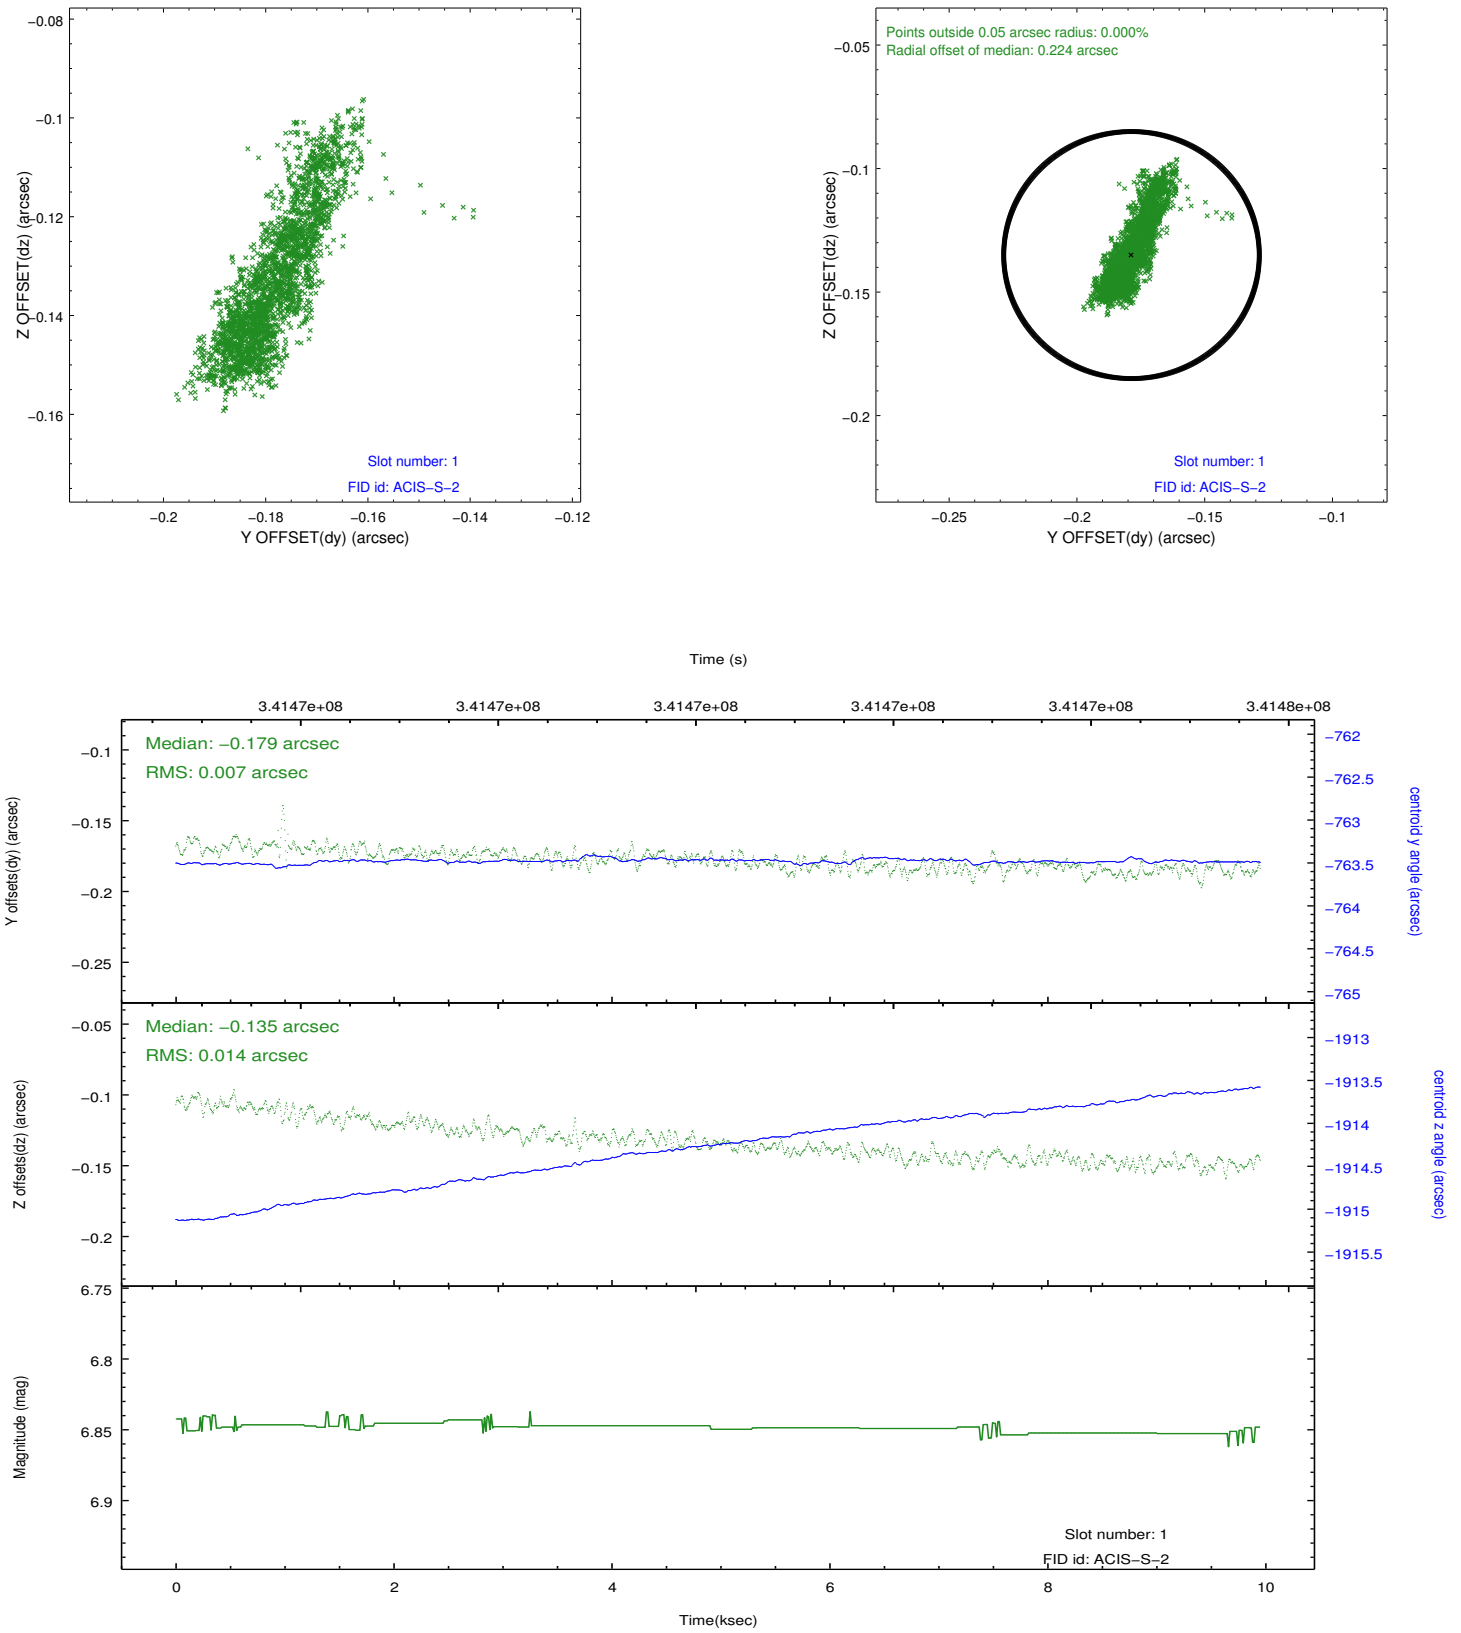 −0.08
−0.1
−0.12
−0.14
−0.16
Z OFFSET(dz) (arcsec)
Slot number: 1
FID id: ACIS−S−2
−0.2
−0.18
−0.16
−0.14
−0.12
Y OFFSET(dy) (arcsec)
Points outside 0.05 arcsec radius: 0.000%
Radial offset of median: 0.224 arcsec
−0.05
−0.1
−0.15
−0.2
Z OFFSET(dz) (arcsec)
Slot number: 1
FID id: ACIS−S−2
−0.25
−0.2
−0.15
−0.1
Y OFFSET(dy) (arcsec)
Time (s)
3.4147e+08
3.4147e+08
3.4147e+08
3.4147e+08
3.4147e+08
3.4148e+08
Median: −0.179 arcsec
RMS: 0.007 arcsec
−0.1
−0.15
−0.2
−0.25
Y offsets(dy) (arcsec)
−762
−762.5
−763
−763.5
−764
−764.5
−765
centroid y angle (arcsec)
Median: −0.135 arcsec
RMS: 0.014 arcsec
−0.05
−0.1
−0.15
−0.2
Z offsets(dz) (arcsec)
−1913
−1913.5
−1914
−1914.5
−1915
−1915.5
centroid z angle (arcsec)
6.75
6.8
6.85
6.9
Magnitude (mag)
Slot number: 1
FID id: ACIS−S−2
0
2
4
6
8
10
Time(ksec)